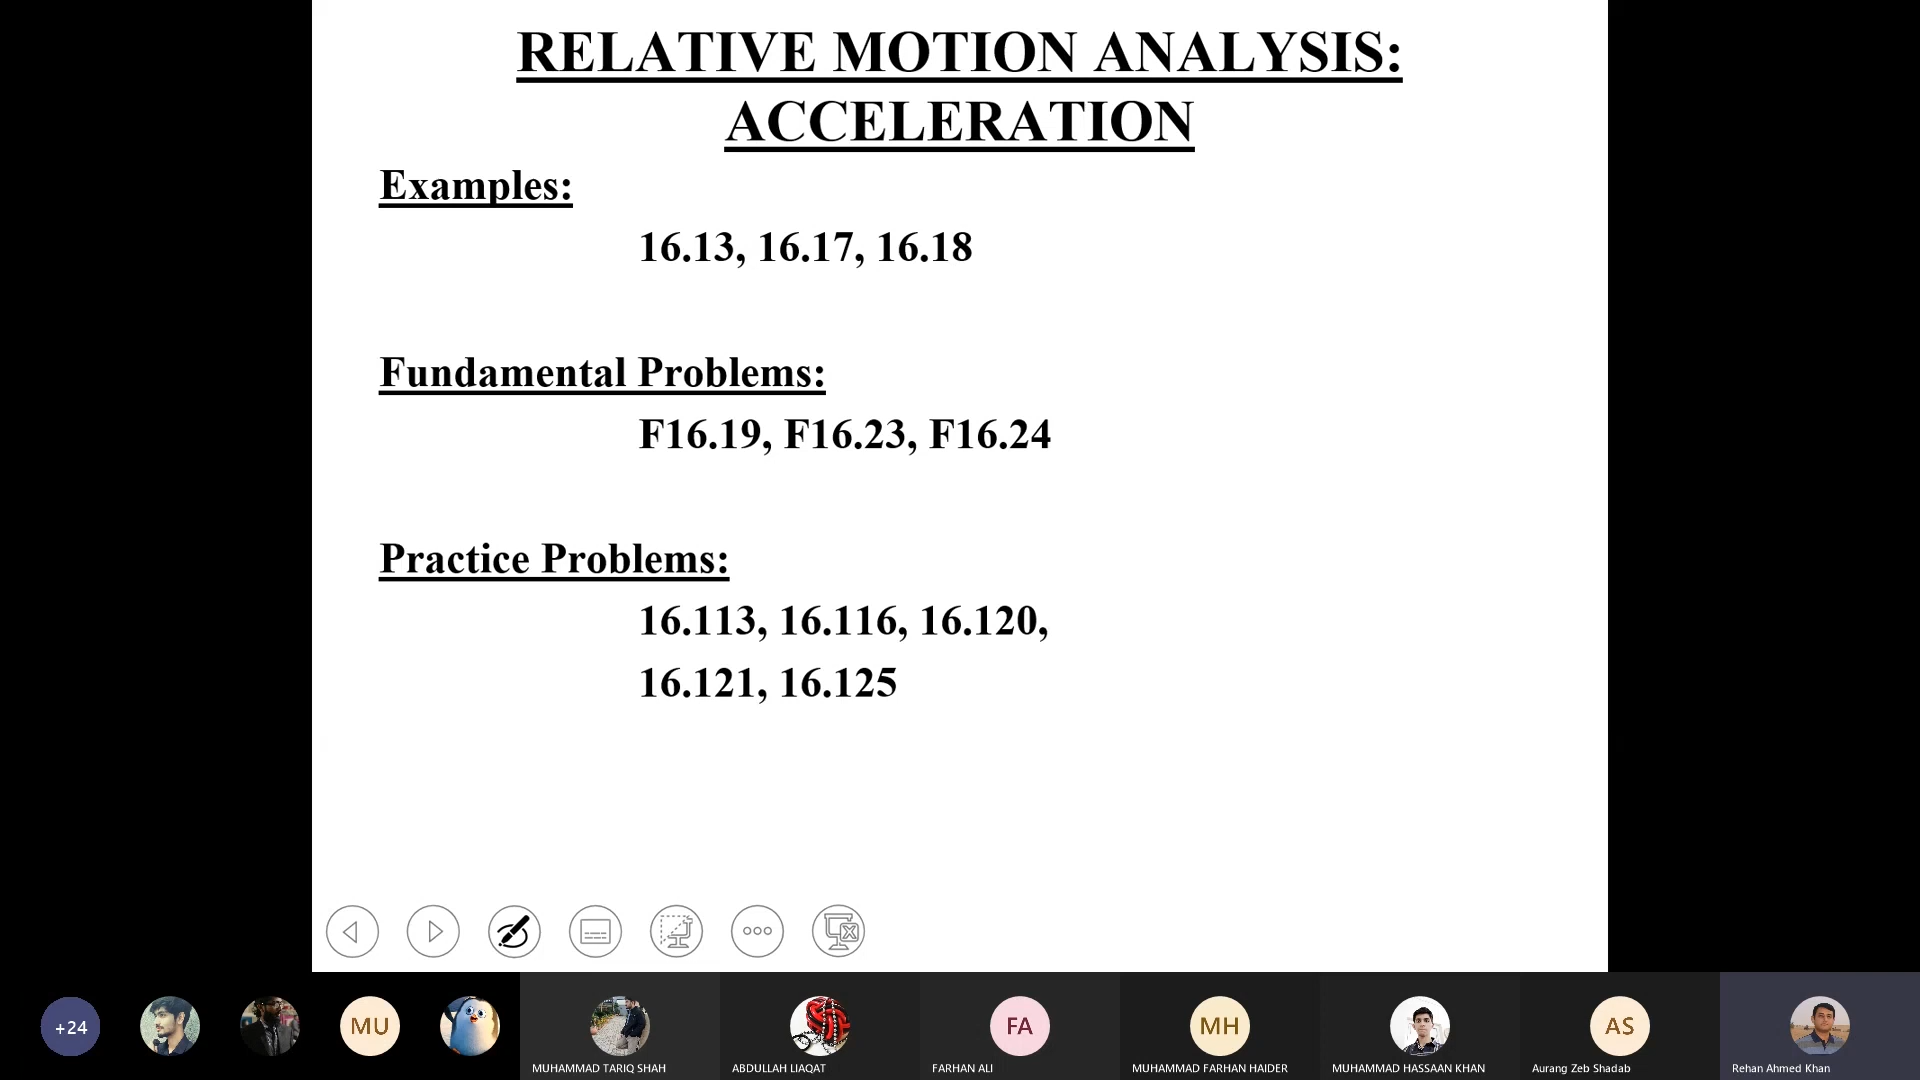 RELATIVE MOTION ANALYSIS:
ACCELERATION
Examples:
16.13, 16.17, 16.18
Fundamental Problems:
F16.19, F16.23, F16.24
Practice Problems:
16.113, 16.116, 16.120,
16.121, 16.125
+24
MU
FA
MH
AS
MUHAMMAD TARIQ SHAH
ABDULLAH LIAQAT
FARHAN ALI
MUHAMMAD FARHAN HAIDER
MUHAMMAD HASSAAN KHAN
Aurang Zeb Shadab
Rehan Ahmed Khan